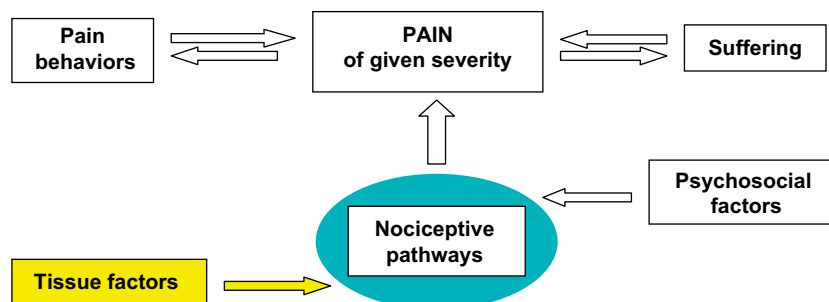 Pain
behaviors
PAIN
of given severity
Suffering
Psychosocial
factors
Nociceptive
pathways
Tissue factors